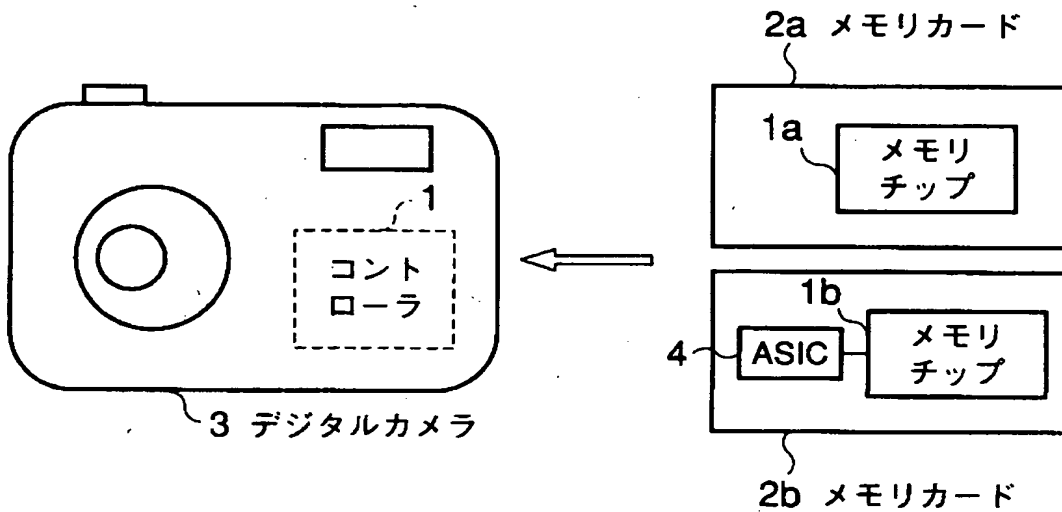 2a メモリカード
1a
メモリ
チップ
1
コント
ローラ
1b
4
ASIC
メモリ
チップ
3 デジタルカメラ
2b メモリカード